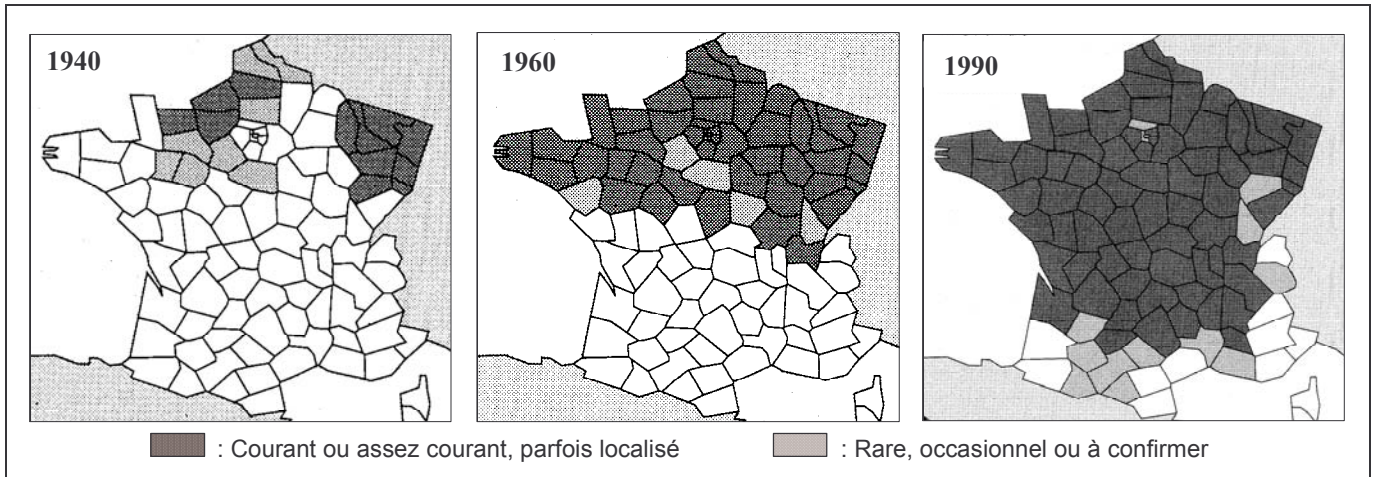 1940
1960
1990
: Courant ou assez courant, parfois localisé
: Rare, occasionnel ou à confirmer